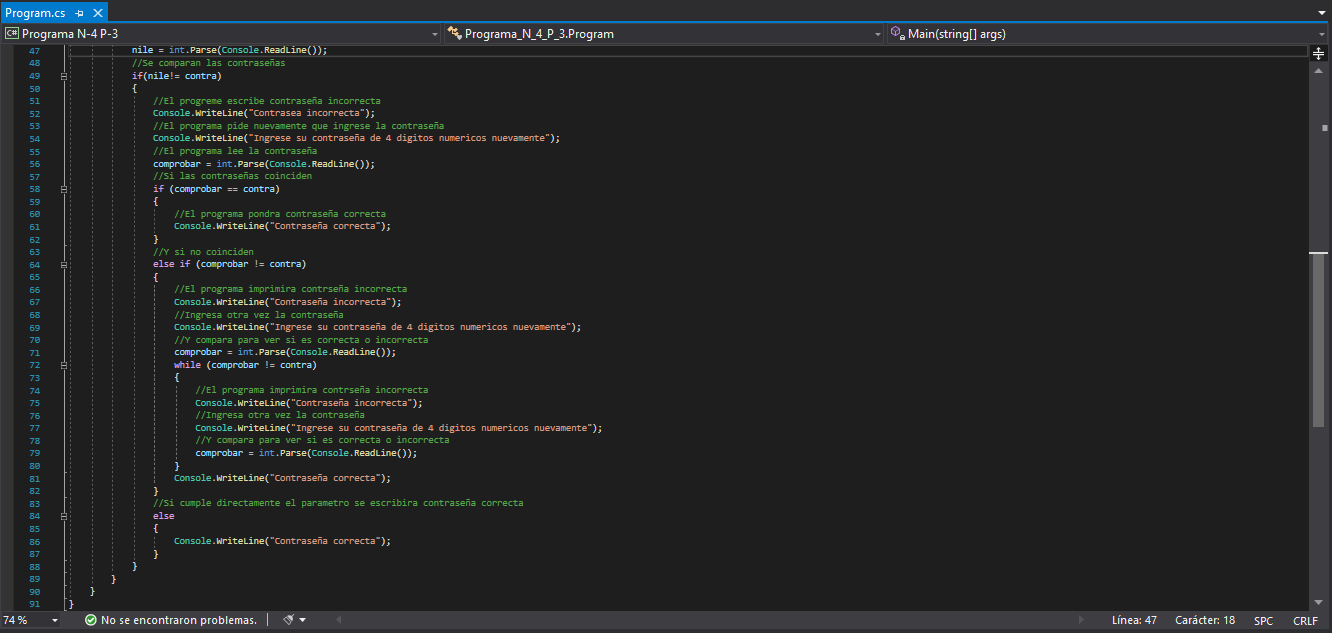 Program.cs
C# Programa N-4 P-3 Programa_N_4_P_3.Program Main(string[] args)
47 nile = int.Parse(Console.ReadLine());
48 //Se comparan las contraseñas
49 if(nile!= contra)
50 {
51 //El progreme escribe contraseña incorrecta
52 Console.WriteLine("Contrasea incorrecta");
53 //El programa pide nuevamente que ingrese la contraseña
54 Console.WriteLine("Ingrese su contraseña de 4 digitos numericos nuevamente");
55 //El programa lee la contraseña
56 comprobar = int.Parse(Console.ReadLine());
57 //Si las contraseñas coinciden
58 if (comprobar == contra)
59 {
60 //El programa pondra contraseña correcta
61 Console.WriteLine("Contraseña correcta");
62 }
63 //Y si no coinciden
64 else if (comprobar != contra)
65 {
66 //El programa imprimira contrseña incorrecta
67 Console.WriteLine("Contraseña incorrecta");
68 //Ingresa otra vez la contraseña
69 Console.WriteLine("Ingrese su contraseña de 4 digitos numericos nuevamente");
70 //Y compara para ver si es correcta o incorrecta
71 comprobar = int.Parse(Console.ReadLine());
72 while (comprobar != contra)
73 {
74 //El programa imprimira contrseña incorrecta
75 Console.WriteLine("Contraseña incorrecta");
76 //Ingresa otra vez la contraseña
77 Console.WriteLine("Ingrese su contraseña de 4 digitos numericos nuevamente");
78 //Y compara para ver si es correcta o incorrecta
79 comprobar = int.Parse(Console.ReadLine());
80 }
81 Console.WriteLine("Contraseña correcta");
82 }
83 //Si cumple directamente el parametro se escribira contraseña correcta
84 else
85 {
86 Console.WriteLine("Contraseña correcta");
87 }
88 }
89 }
90 }
91 }
74 % No se encontraron problemas. Línea: 47 Carácter: 18 SPC CRLF